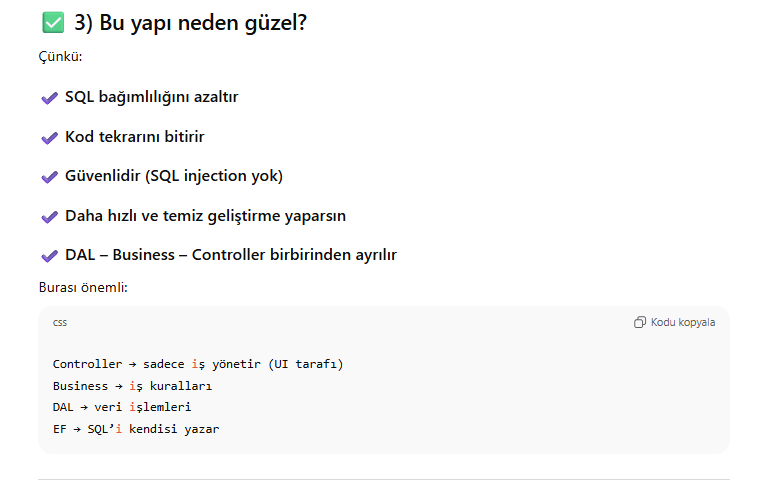 ✅ 3) Bu yapı neden güzel?
Çünkü:
✔ SQL bağımlılığını azaltır
✔ Kod tekrarını bitirir
✔ Güvenlidir (SQL injection yok)
✔ Daha hızlı ve temiz geliştirme yaparsın
✔ DAL – Business – Controller birbirinden ayrılır
Burası önemli:
css
Kodu kopyala
Controller → sadece iş yönetir (UI tarafı)
Business → iş kuralları
DAL → veri işlemleri
EF → SQL’i kendisi yazar